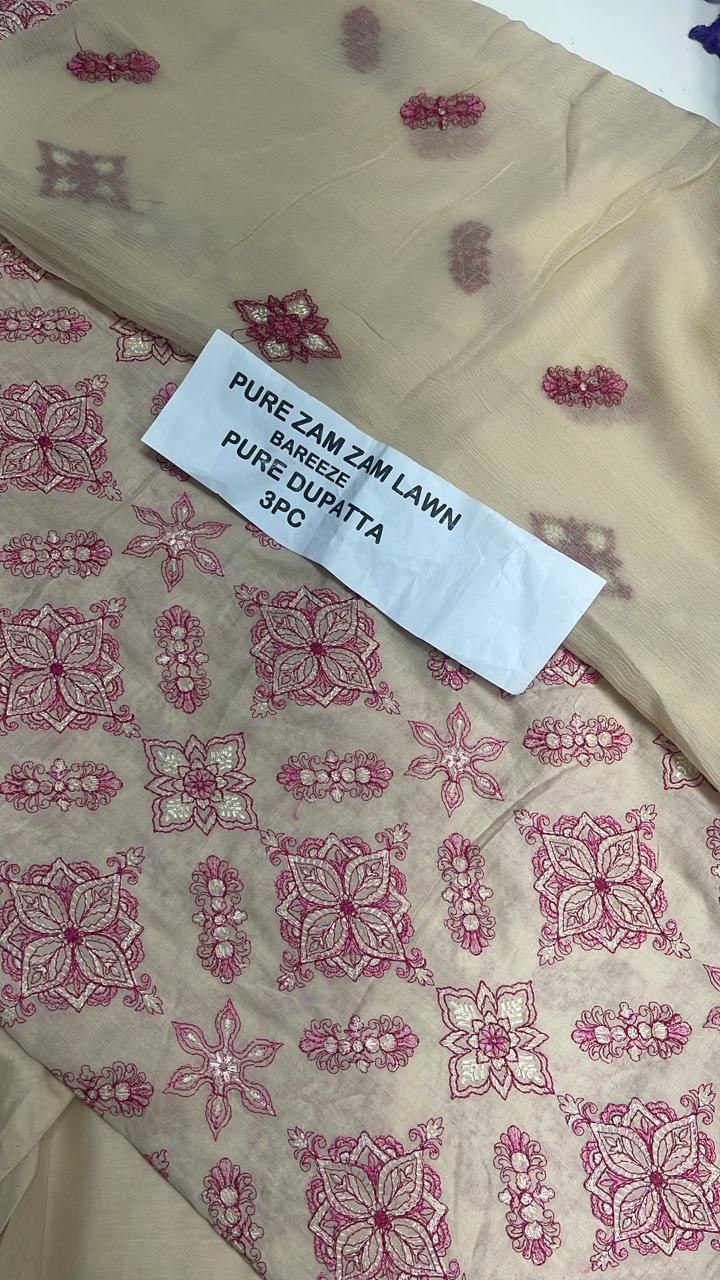 PURE ZAM ZAM LAWN
BAREEZE
PURE DUPATTA
3PC